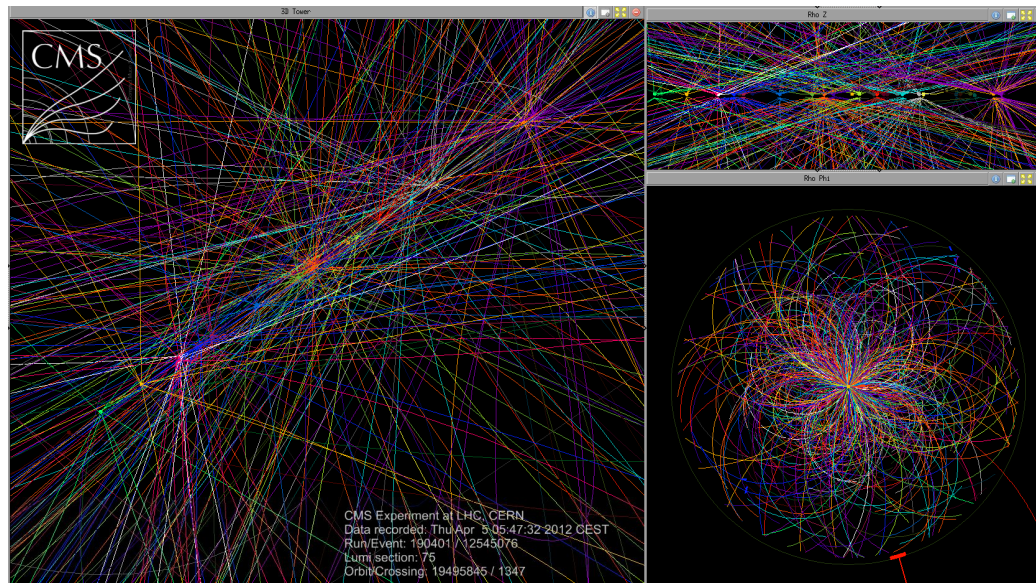 3D Tower
CMS
CMS Experiment at LHC, CERN
Data recorded: Thu Apr 5 05:47:32 2012 CEST
Run/Event: 190401 / 12545076
Lumi section: 75
Orbit/Crossing: 19495845 / 1347
Rho Z
Rho Phi